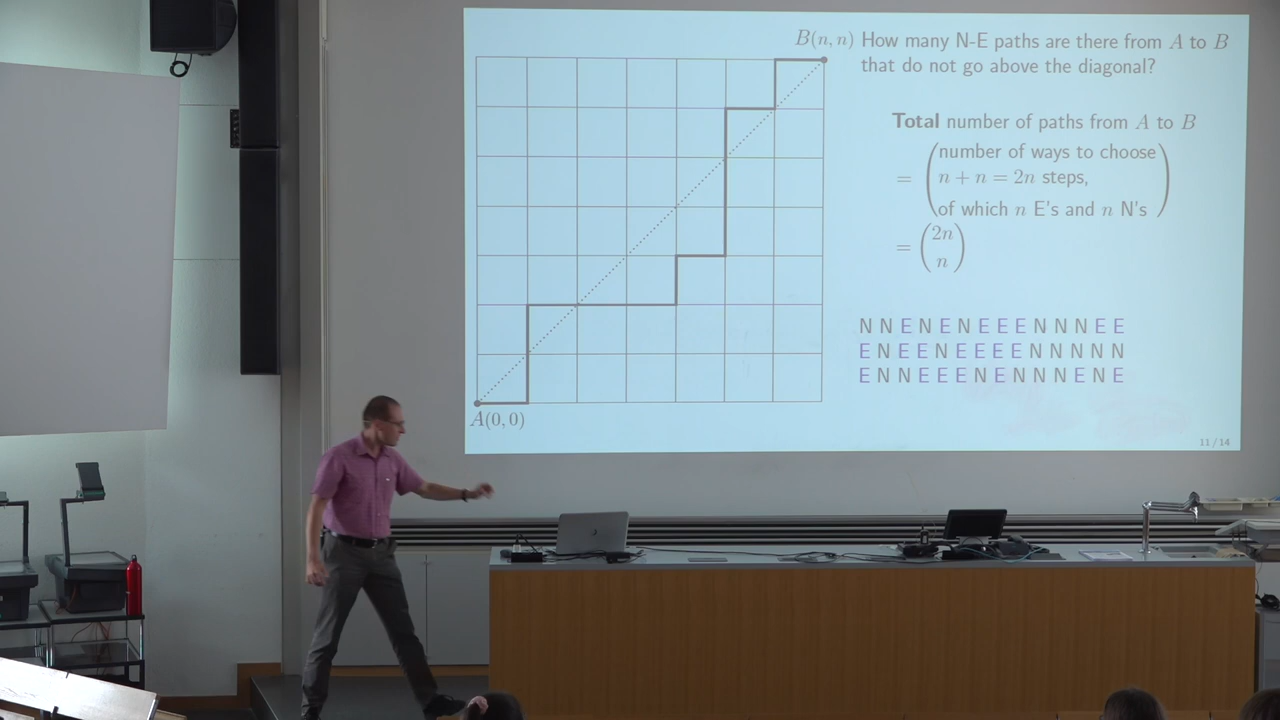 B(n, n) How many N-E paths are there from A to B
that do not go above the diagonal?
Total number of paths from A to B
= (number of ways to choose
n + n = 2n steps,
of which n E's and n N's)
= (2n
n)
N N E N E N E E E N N N E E
E N E E N E E E E N N N N N
E N N E E E N E N N N E N E
A(0, 0)
11 / 14